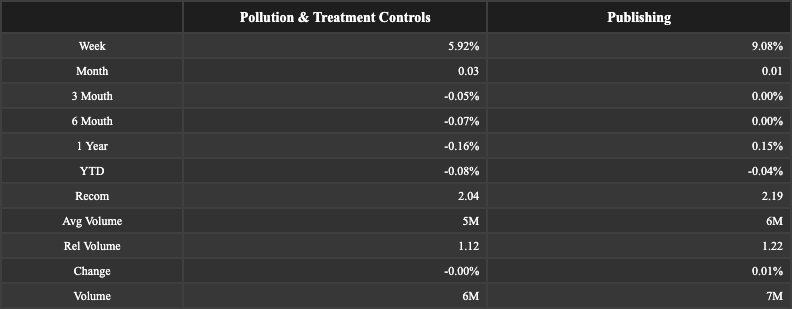 Pollution & Treatment Controls Publishing
Week 5.92% 9.08%
Month 0.03 0.01
3 Mouth -0.05% 0.00%
6 Mouth -0.07% 0.00%
1 Year -0.16% 0.15%
YTD -0.08% -0.04%
Recom 2.04 2.19
Avg Volume 5M 6M
Rel Volume 1.12 1.22
Change -0.00% 0.01%
Volume 6M 7M